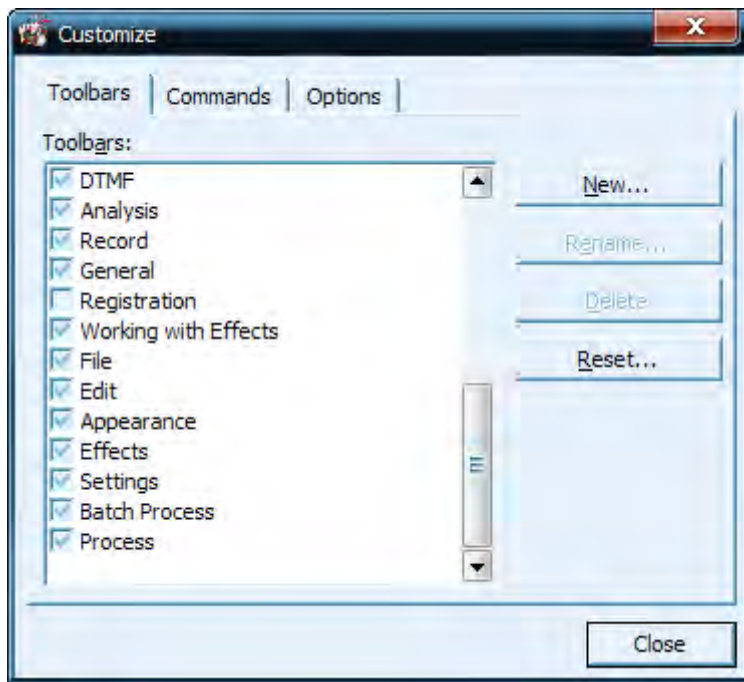 Customize
Toolbars Commands Options
Toolbars:
DTMF
Analysis
Record
General
Registration
Working with Effects
File
Edit
Appearance
Effects
Settings
Batch Process
Process
New...
Rename...
Delete
Reset...
Close